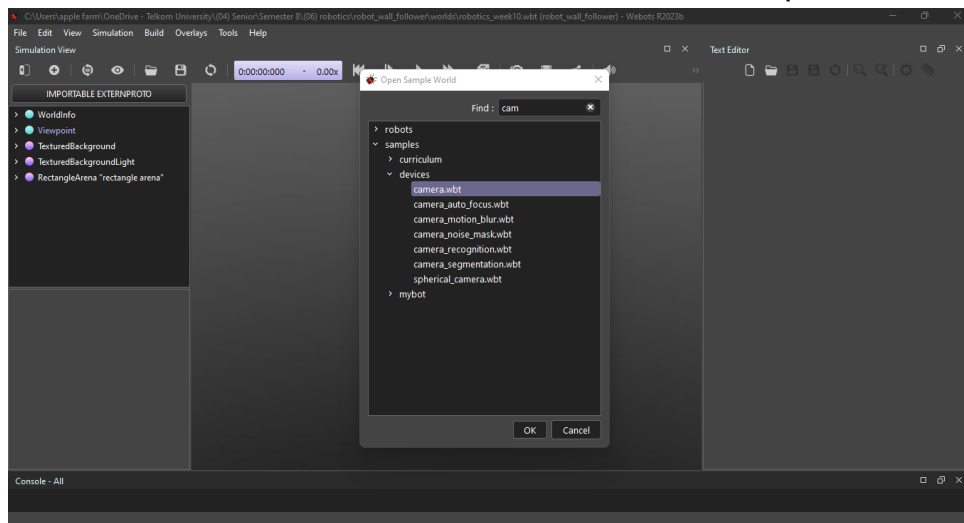 C:\Users\apple farm\OneDrive - Telkom University\(04) Senior\Semester 8\(06) robotics\robot_wall_follower\worlds\robotics_week10.wbt (robot_wall_follower) - Webots R2023b
File Edit View Simulation Build Overlays Tools Help
Simulation View
Text Editor
0:00:00:000 - 0.00x
IMPORTABLE EXTERNPROTO
WorldInfo
Viewpoint
TexturedBackground
TexturedBackgroundLight
RectangleArena "rectangle arena"
Open Sample World
Find : cam
robots
samples
curriculum
devices
camera.wbt
camera_auto_focus.wbt
camera_motion_blur.wbt
camera_noise_mask.wbt
camera_recognition.wbt
camera_segmentation.wbt
spherical_camera.wbt
mybot
OK Cancel
Console - All